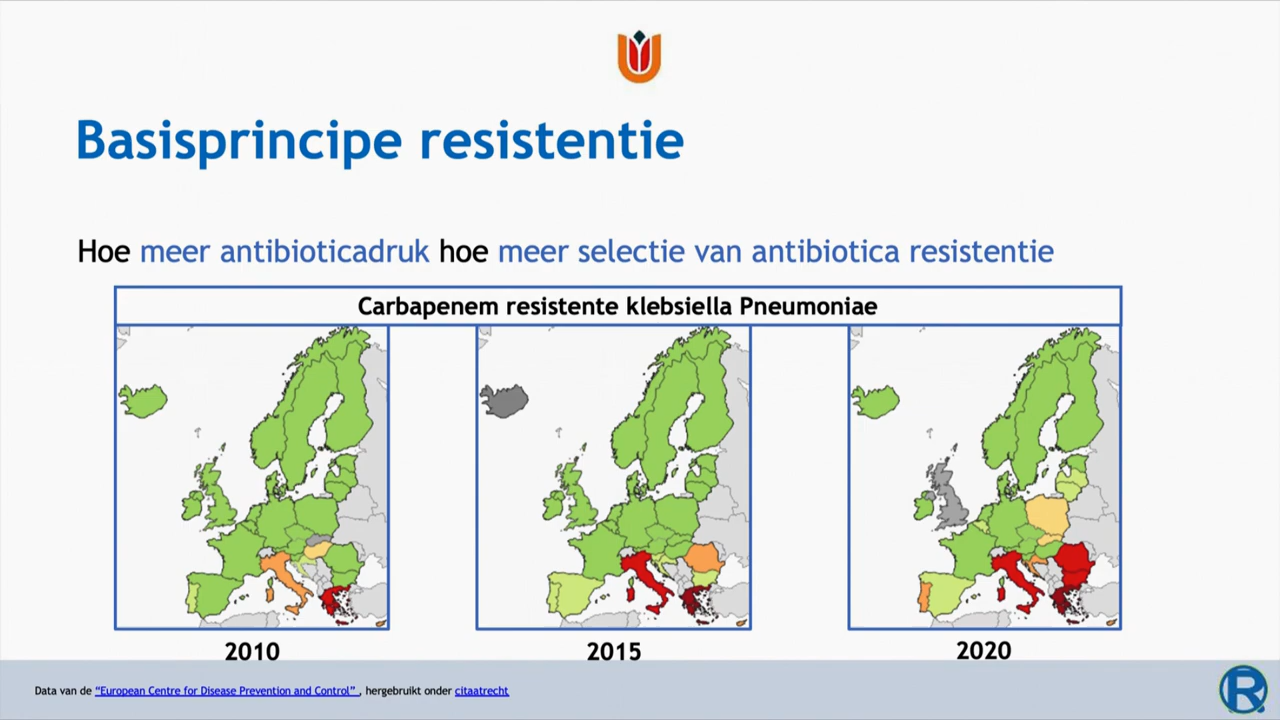 Basisprincipe resistentie
Hoe meer antibioticadruk hoe meer selectie van antibiotica resistentie
Carbapenem resistente klebsiella Pneumoniae
2010 2015 2020
Data van de “European Centre for Disease Prevention and Control” , hergebruikt onder citaatrecht
R